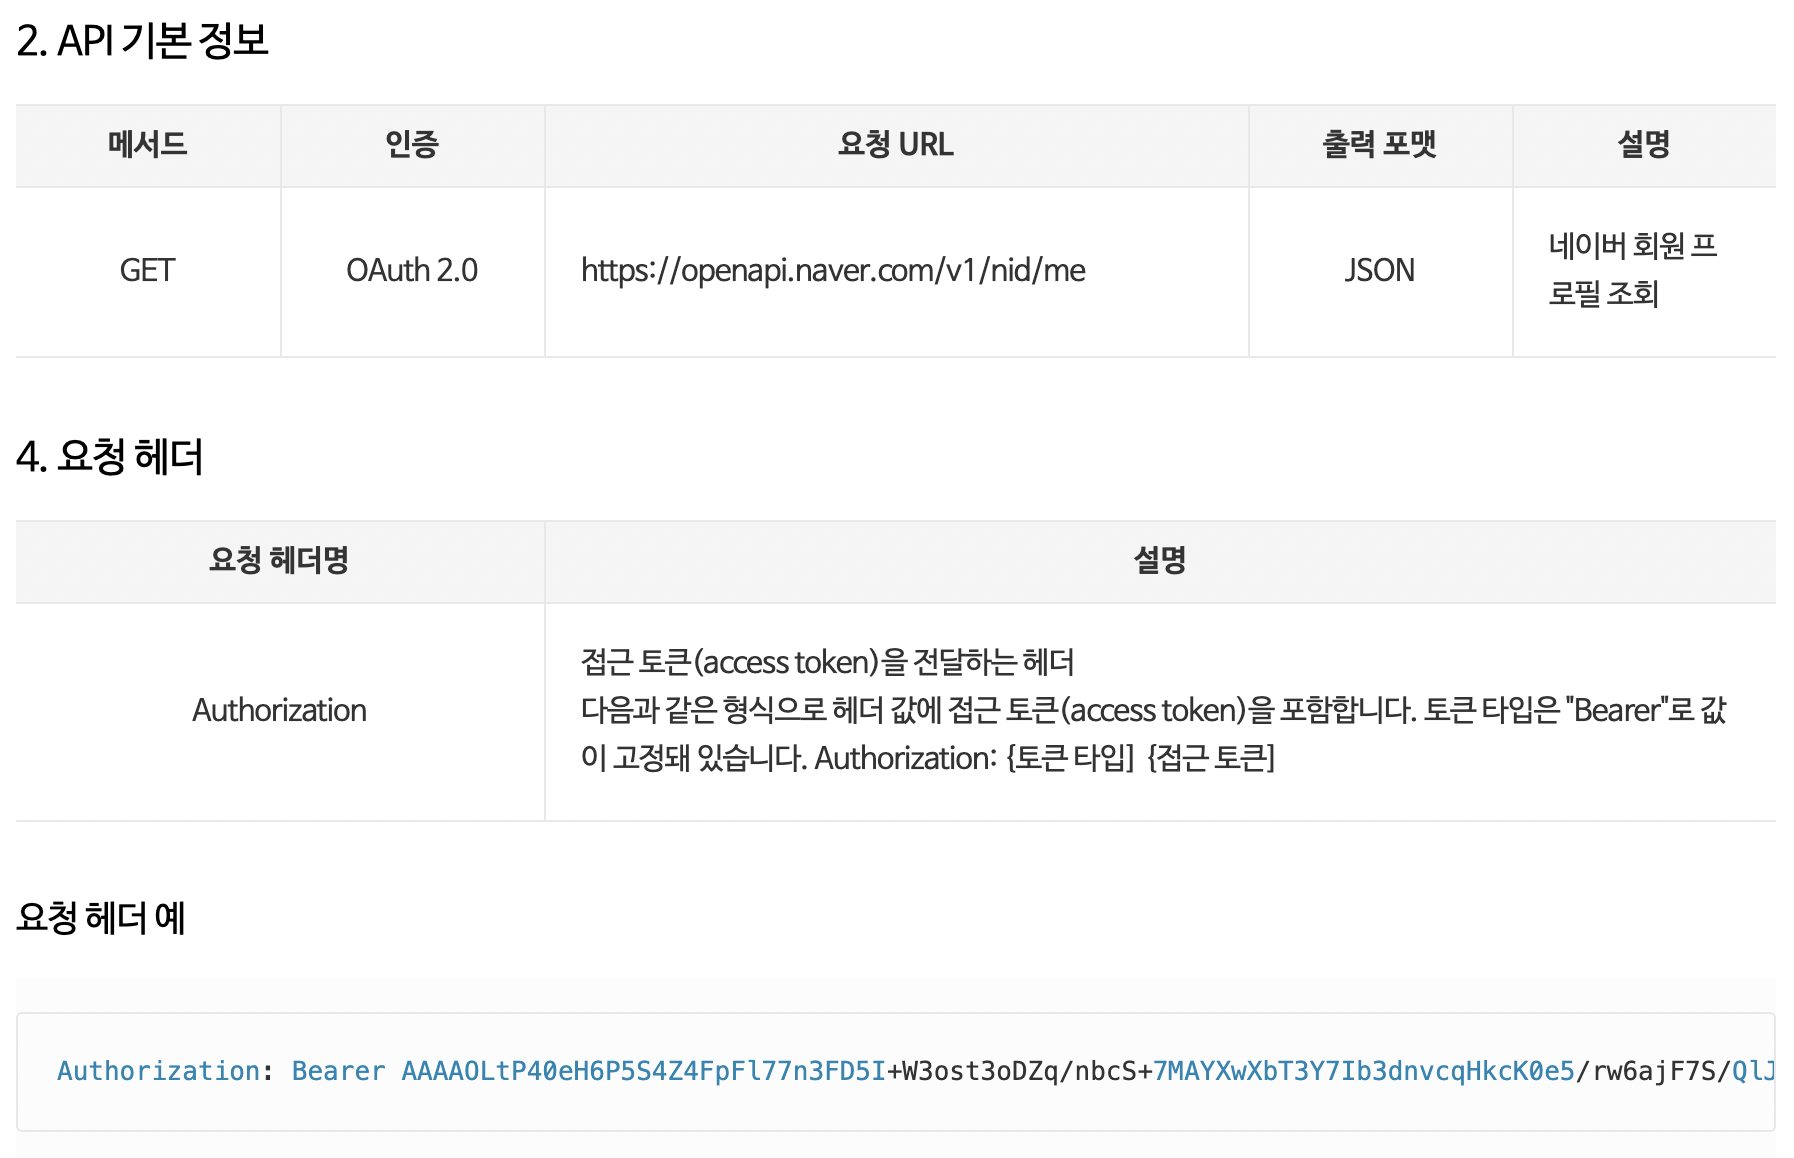 2. API 기본 정보
메서드 인증 요청 URL 출력 포맷 설명
GET OAuth 2.0 https://openapi.naver.com/v1/nid/me JSON 네이버 회원 프
로필 조회
4. 요청 헤더
요청 헤더명 설명
접근 토큰(access token)을 전달하는 헤더
Authorization 다음과 같은 형식으로 헤더 값에 접근 토큰(access token)을 포함합니다. 토큰 타입은 "Bearer"로 값
이 고정돼 있습니다. Authorization: {토큰 타입] {접근 토큰]
요청 헤더 예
Authorization: Bearer AAAAOLtP40eH6P5S4Z4FpFl77n3FD5I+W3ost3oDZq/nbcS+7MAYXwXbT3Y7Ib3dnvcqHkcK0e5/rw6ajF7S/QlJ